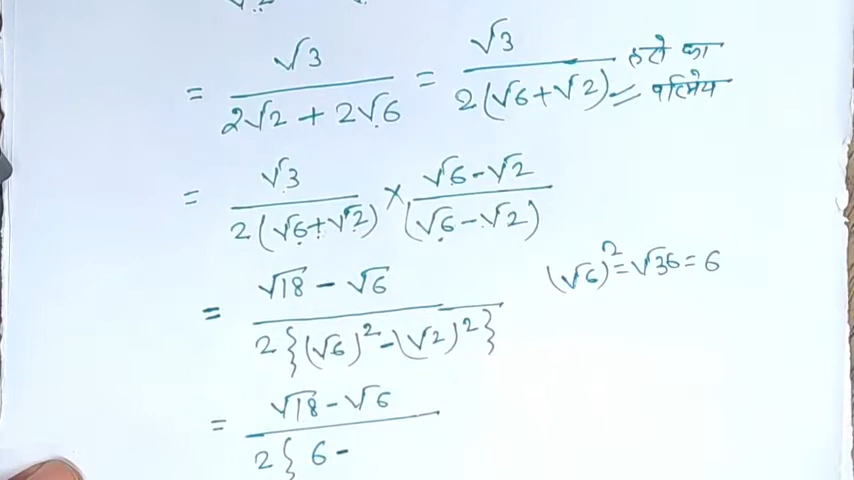 = √3 / (2√2 + 2√6) = √3 / (2(√6+√2)) हरो का
परिमेय
= √3 / (2(√6+√2)) × (√6-√2) / (√6-√2)
= (√18 - √6) / (2{(√6)²-(√2)²}) (√6)²=√36=6
= (√18-√6) / (2{ 6 -